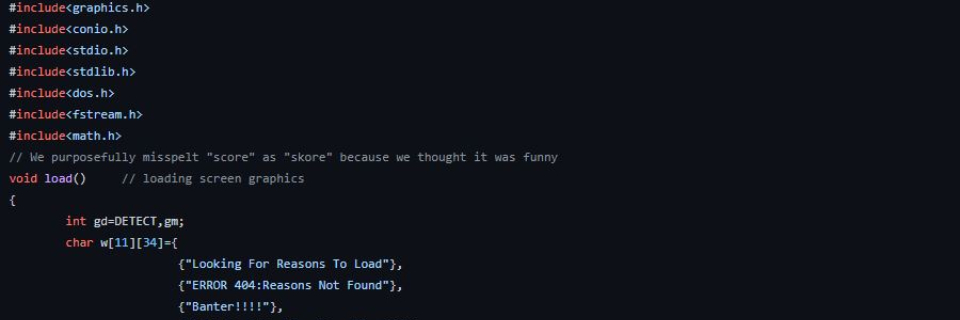 #include<graphics.h>
#include<conio.h>
#include<stdio.h>
#include<stdlib.h>
#include<dos.h>
#include<fstream.h>
#include<math.h>
// We purposefully misspelt "score" as "skore" because we thought it was funny
void load()     // loading screen graphics
{
        int gd=DETECT,gm;
        char w[11][34]={
                        {"Looking For Reasons To Load"},
                        {"ERROR 404:Reasons Not Found"},
                        {"Banter!!!!"},